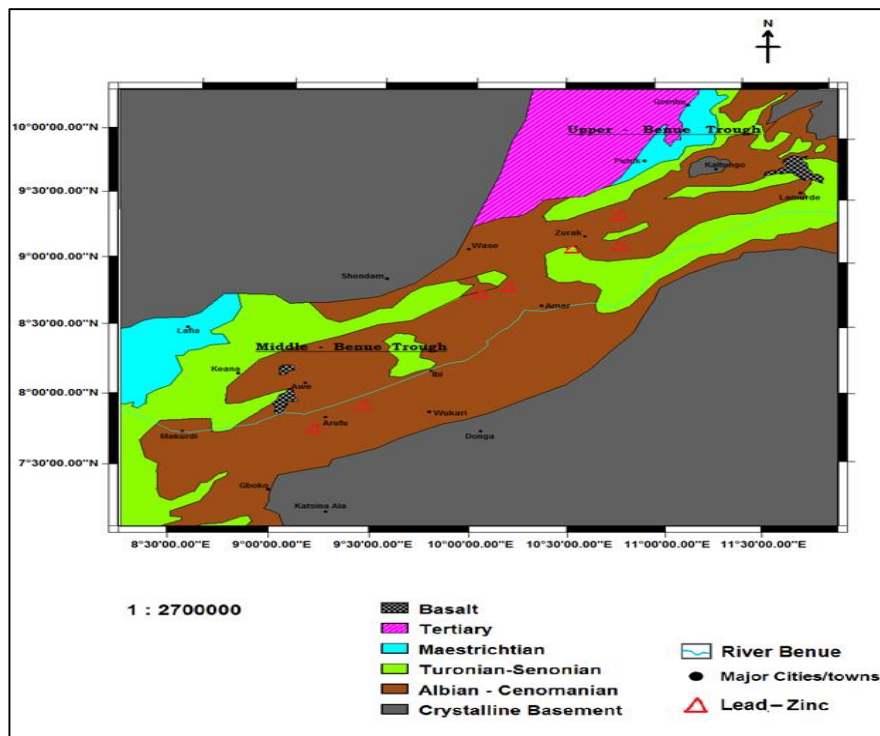 N
10°00'00.00"N
9°30'00.00"N
9°00'00.00"N
8°30'00.00"N
8°00'00.00"N
7°30'00.00"N
Gombe
Upper - Benue Trough
Putuk
Kaltungo
Lamurde
Zurak
Wase
Shendam
Amar
Lafia
Middle - Benue Trough
Keana
Ibi
Awe
Wukari
Arufu
Makurdi
Donga
Gboko
Katsina Ala
8°30'00.00"E
9°00'00.00"E
9°30'00.00"E
10°00'00.00"E
10°30'00.00"E
11°00'00.00"E
11°30'00.00"E
1 : 2700000
Basalt
Tertiary
Maestrichtian
Turonian-Senonian
Albian - Cenomanian
Crystalline Basement
River Benue
Major Cities/towns
Lead-Zinc